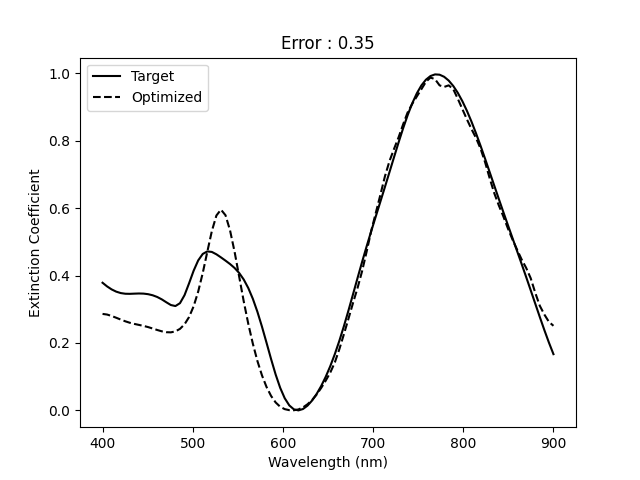 Error : 0.35
Target
Optimized
1.0
0.8
0.6
0.4
0.2
0.0
Extinction Coefficient
400 500 600 700 800 900
Wavelength (nm)